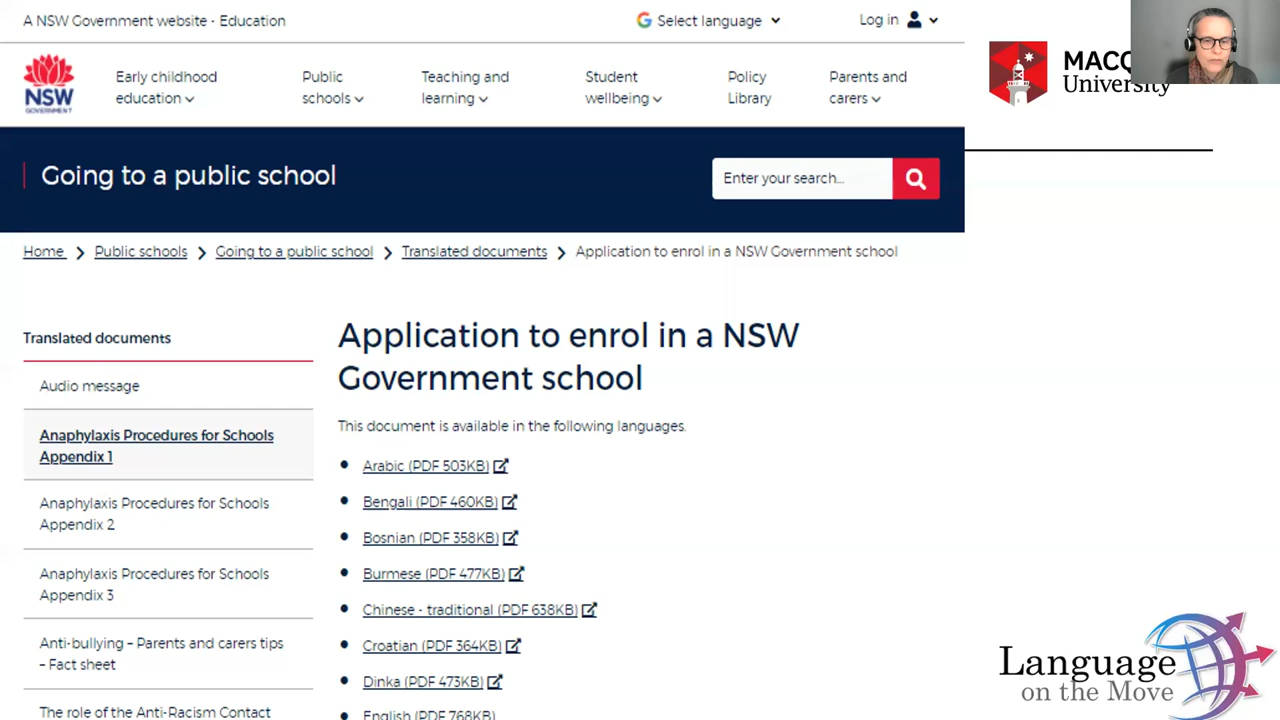 A NSW Government website - Education
Select language
Log in
NSW
GOVERNMENT
Early childhood
education
Public
schools
Teaching and
learning
Student
wellbeing
Policy
Library
Parents and
carers
University
Going to a public school
Enter your search...
Home
Public schools
Going to a public school
Translated documents
Application to enrol in a NSW Government school
Translated documents
Audio message
Anaphylaxis Procedures for Schools
Appendix 1
Anaphylaxis Procedures for Schools
Appendix 2
Anaphylaxis Procedures for Schools
Appendix 3
Anti-bullying – Parents and carers tips
– Fact sheet
The role of the Anti-Racism Contact
Application to enrol in a NSW
Government school
This document is available in the following languages.
Arabic (PDF 503KB)
Bengali (PDF 460KB)
Bosnian (PDF 358KB)
Burmese (PDF 477KB)
Chinese - traditional (PDF 638KB)
Croatian (PDF 364KB)
Dinka (PDF 473KB)
English (PDF 768KB)
Language
on the Move